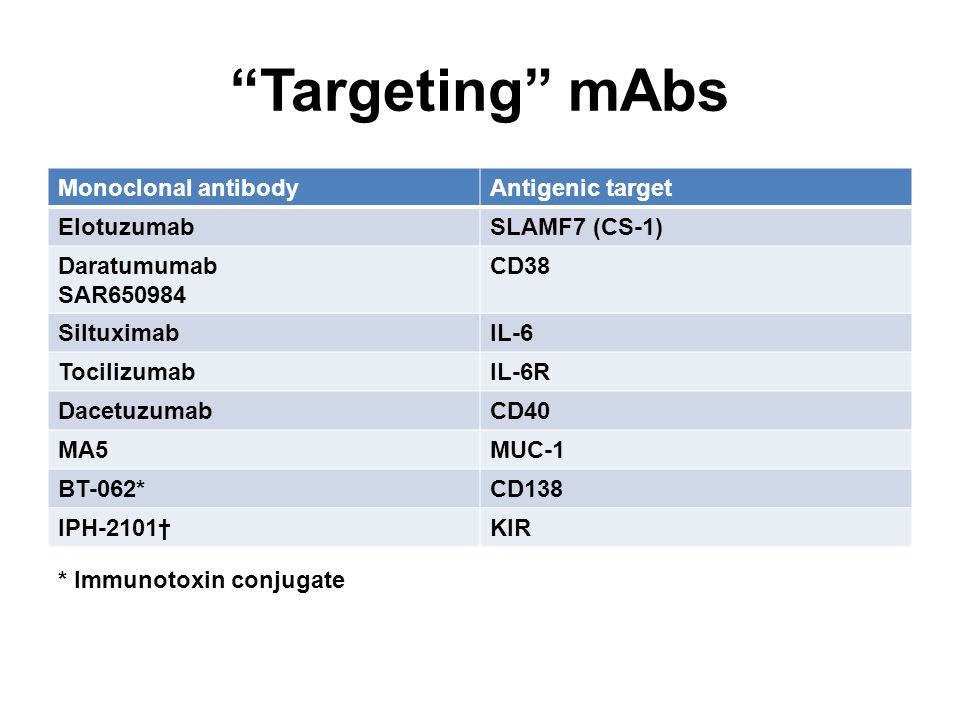 “Targeting” mAbs
Monoclonal antibody Antigenic target
Elotuzumab SLAMF7 (CS-1)
Daratumumab CD38
SAR650984
Siltuximab IL-6
Tocilizumab IL-6R
Dacetuzumab CD40
MA5 MUC-1
BT-062* CD138
IPH-2101† KIR
* Immunotoxin conjugate